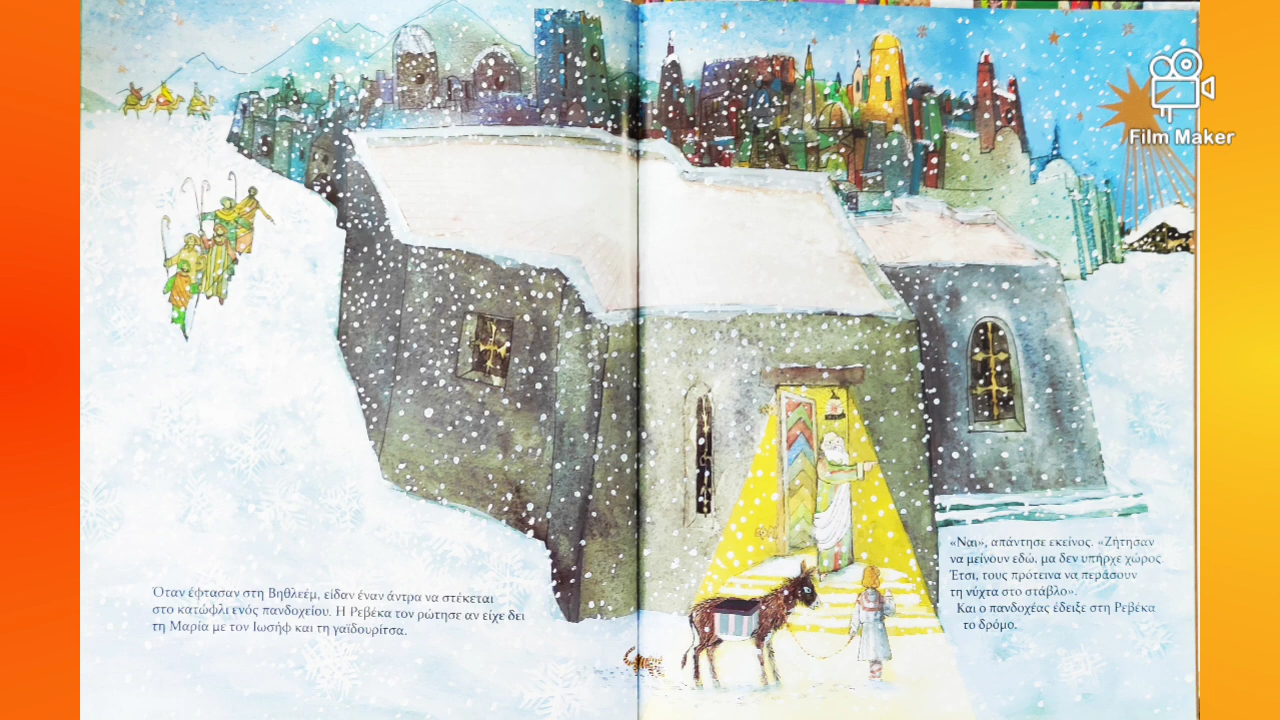 Film Maker
Όταν έφτασαν στη Βηθλεέμ, είδαν έναν άντρα να στέκεται
στο κατώφλι ενός πανδοχείου. Η Ρεβέκα τον ρώτησε αν είχε δει
τη Μαρία με τον Ιωσήφ και τη γαϊδουρίτσα.
«Ναι», απάντησε εκείνος. «Ζήτησαν
να μείνουν εδώ, μα δεν υπήρχε χώρος.
Έτσι, τους πρότεινα να περάσουν
τη νύχτα στο στάβλο».
Και ο πανδοχέας έδειξε στη Ρεβέκα
το δρόμο.